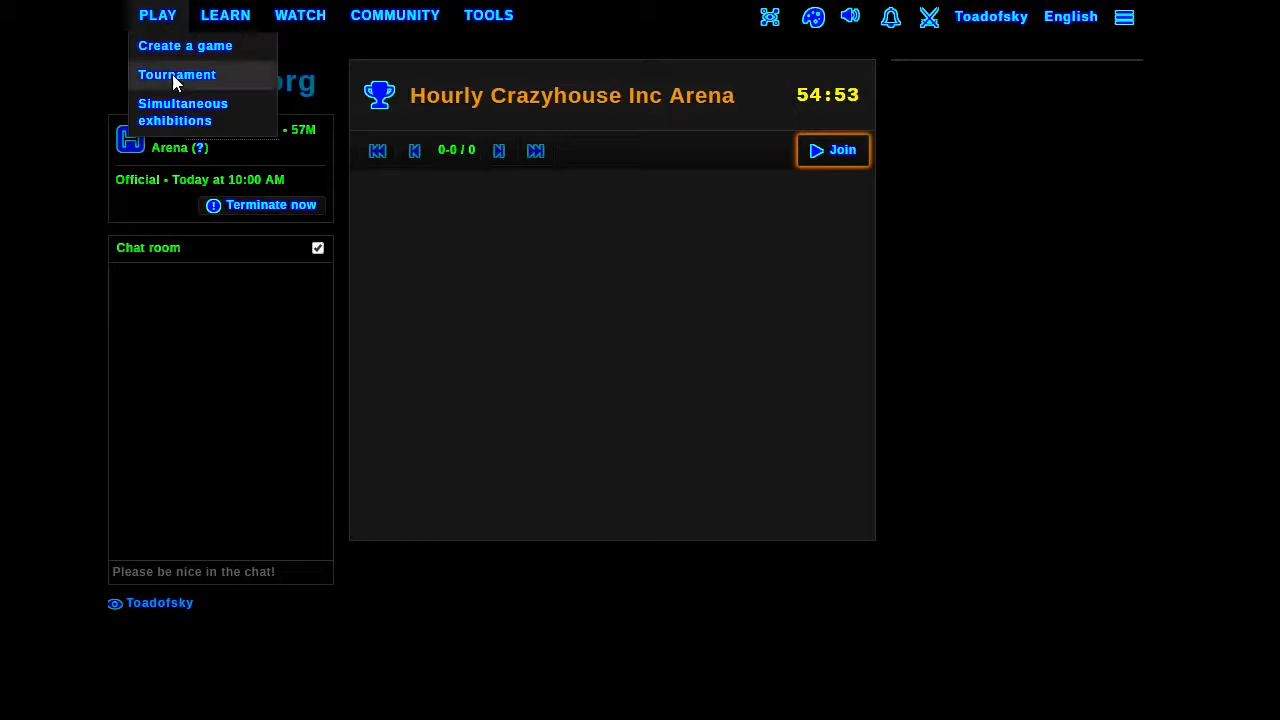 PLAY LEARN WATCH COMMUNITY TOOLS Toadofsky English
Create a game
Tournament
Simultaneous
exhibitions
org
• 57M
Arena (?)
Official • Today at 10:00 AM
Terminate now
Chat room
Please be nice in the chat!
Toadofsky
Hourly Crazyhouse Inc Arena 54:53
0-0 / 0 Join